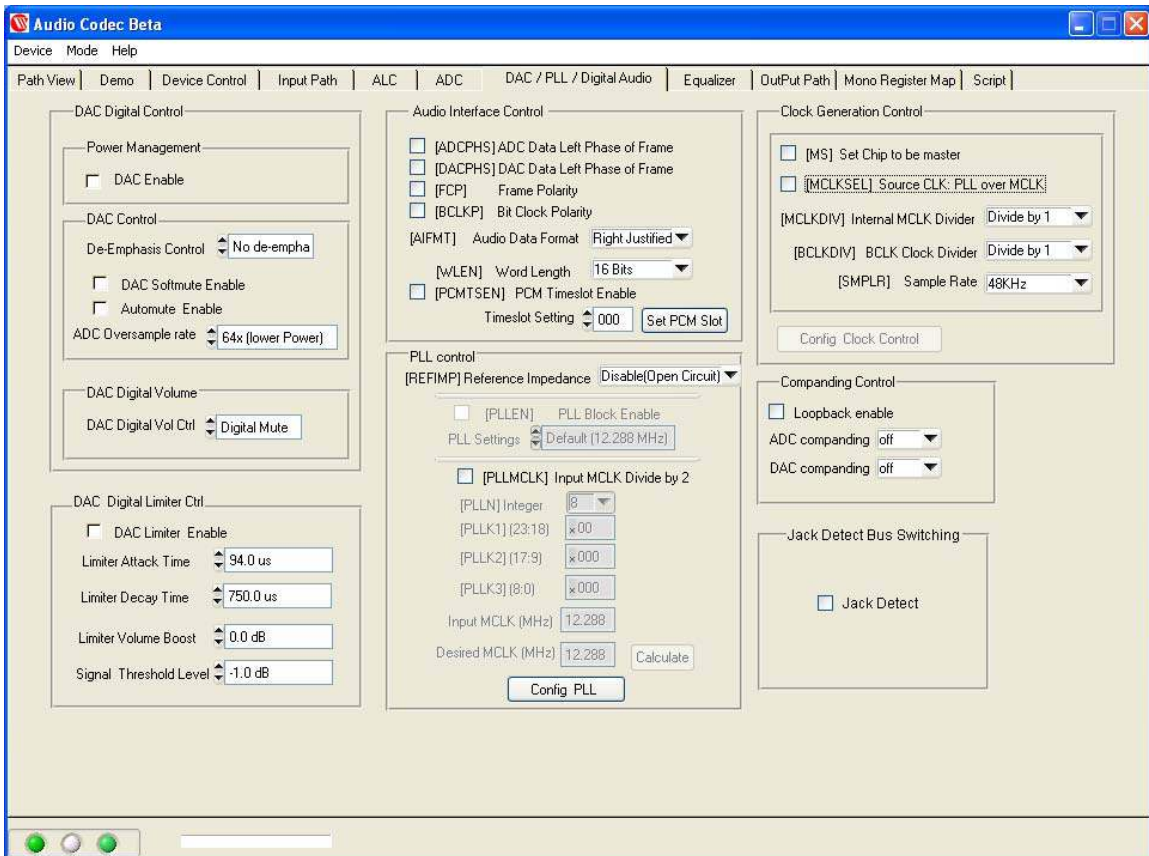 Audio Codec Beta
Device Mode Help
Path View Demo Device Control Input Path ALC ADC DAC / PLL / Digital Audio Equalizer OutPut Path Mono Register Map Script
DAC Digital Control
Power Management
DAC Enable
DAC Control
De-Emphasis Control No de-empha
DAC Softmute Enable
Automute Enable
ADC Oversample rate 64x (lower Power)
DAC Digital Volume
DAC Digital Vol Ctrl Digital Mute
DAC Digital Limiter Ctrl
DAC Limiter Enable
Limiter Attack Time 94.0 us
Limiter Decay Time 750.0 us
Limiter Volume Boost 0.0 dB
Signal Threshold Level -1.0 dB
Audio Interface Control
[ADCPHS] ADC Data Left Phase of Frame
[DACPHS] DAC Data Left Phase of Frame
[FCP] Frame Polarity
[BCLKP] Bit Clock Polarity
[AIFMT] Audio Data Format Right Justified
[WLEN] Word Length 16 Bits
[PCMTSEN] PCM Timeslot Enable
Timeslot Setting 000 Set PCM Slot
PLL control
[REFIMP] Reference Impedance Disable(Open Circuit)
[PLLEN] PLL Block Enable
PLL Settings Default (12.288 MHz)
[PLLMCLK] Input MCLK Divide by 2
[PLLN] Integer 8
[PLLK1] (23:18) x00
[PLLK2] (17:9) x000
[PLLK3] (8:0) x000
Input MCLK (MHz) 12.288
Desired MCLK (MHz) 12.288 Calculate
Config PLL
Clock Generation Control
[MS] Set Chip to be master
[MCLKSEL] Source CLK: PLL over MCLK
[MCLKDIV] Internal MCLK Divider Divide by 1
[BCLKDIV] BCLK Clock Divider Divide by 1
[SMPLR] Sample Rate 48KHz
Config Clock Control
Companding Control
Loopback enable
ADC companding off
DAC companding off
Jack Detect Bus Switching
Jack Detect